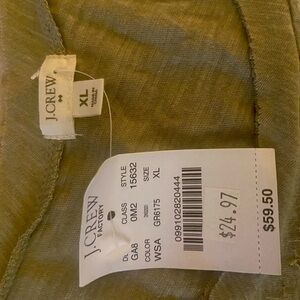 J.CREW
XL
J.CREW
FACTORY
DL CLASS STYLE
GA8 0M2 15632
COLOR SIZE
WSA GR6175 XL
099102820444
$24.97
$59.50